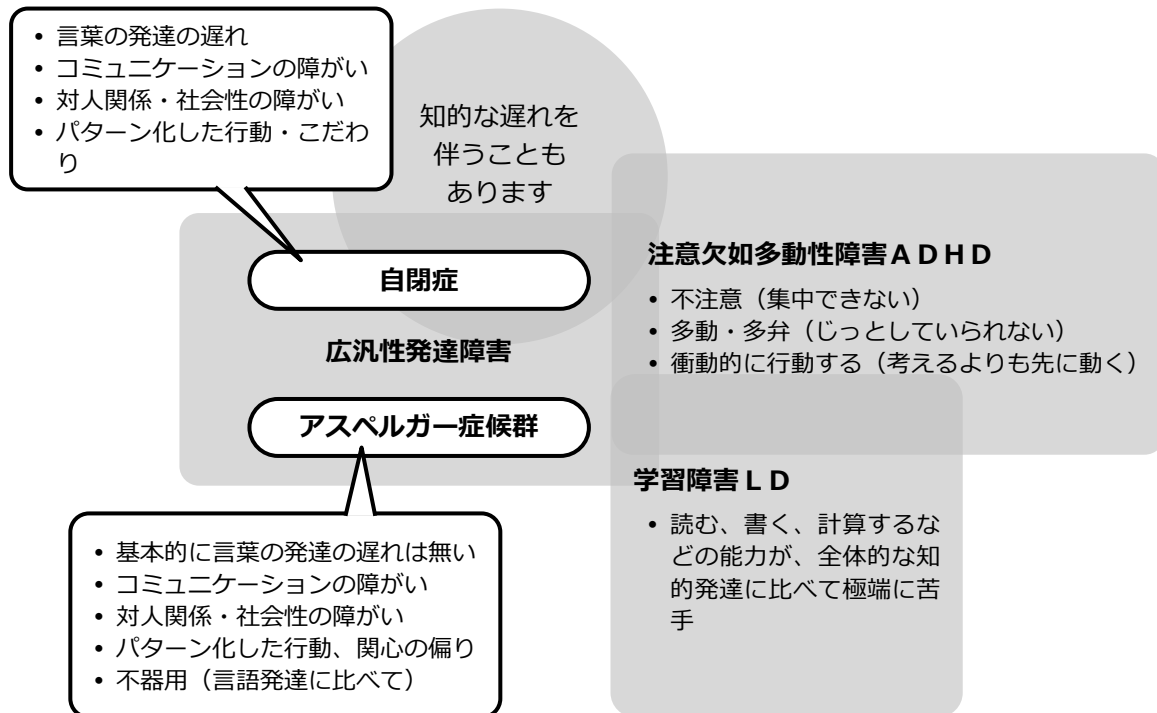 • 言葉の発達の遅れ
• コミュニケーションの障がい
• 対人関係・社会性の障がい
• パターン化した行動・こだわ
り
知的な遅れを
伴うことも
あります
自閉症
広汎性発達障害
アスペルガー症候群
注意欠如多動性障害ＡＤＨＤ
• 不注意（集中できない）
• 多動・多弁（じっとしていられない）
• 衝動的に行動する（考えるよりも先に動く）
学習障害ＬＤ
• 読む、書く、計算するな
どの能力が、全体的な知
的発達に比べて極端に苦
手
• 基本的に言葉の発達の遅れは無い
• コミュニケーションの障がい
• 対人関係・社会性の障がい
• パターン化した行動、関心の偏り
• 不器用（言語発達に比べて）